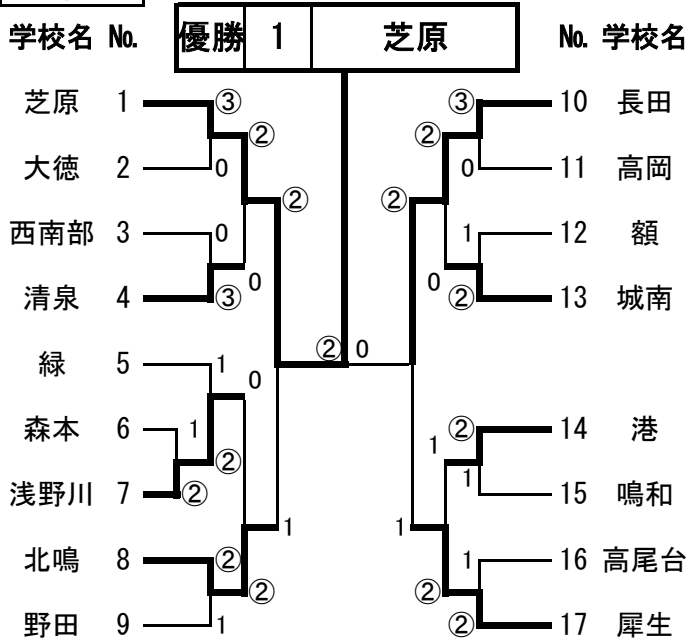 優勝 1 芝原
学校名 No. No. 学校名
芝原 1 ③ ③ 10 長田
② ②
大徳 2 0 0 11 高岡
② ②
西南部 3 0 1 12 額
0 0
清泉 4 ③ ② 13 城南
② 0
緑 5 1
0
森本 6 1 ② 14 港
1
② 1
浅野川 7 ② 15 鳴和
1 1
北鳴 8 ② 1 16 高尾台
② ②
野田 9 1 ② 17 犀生